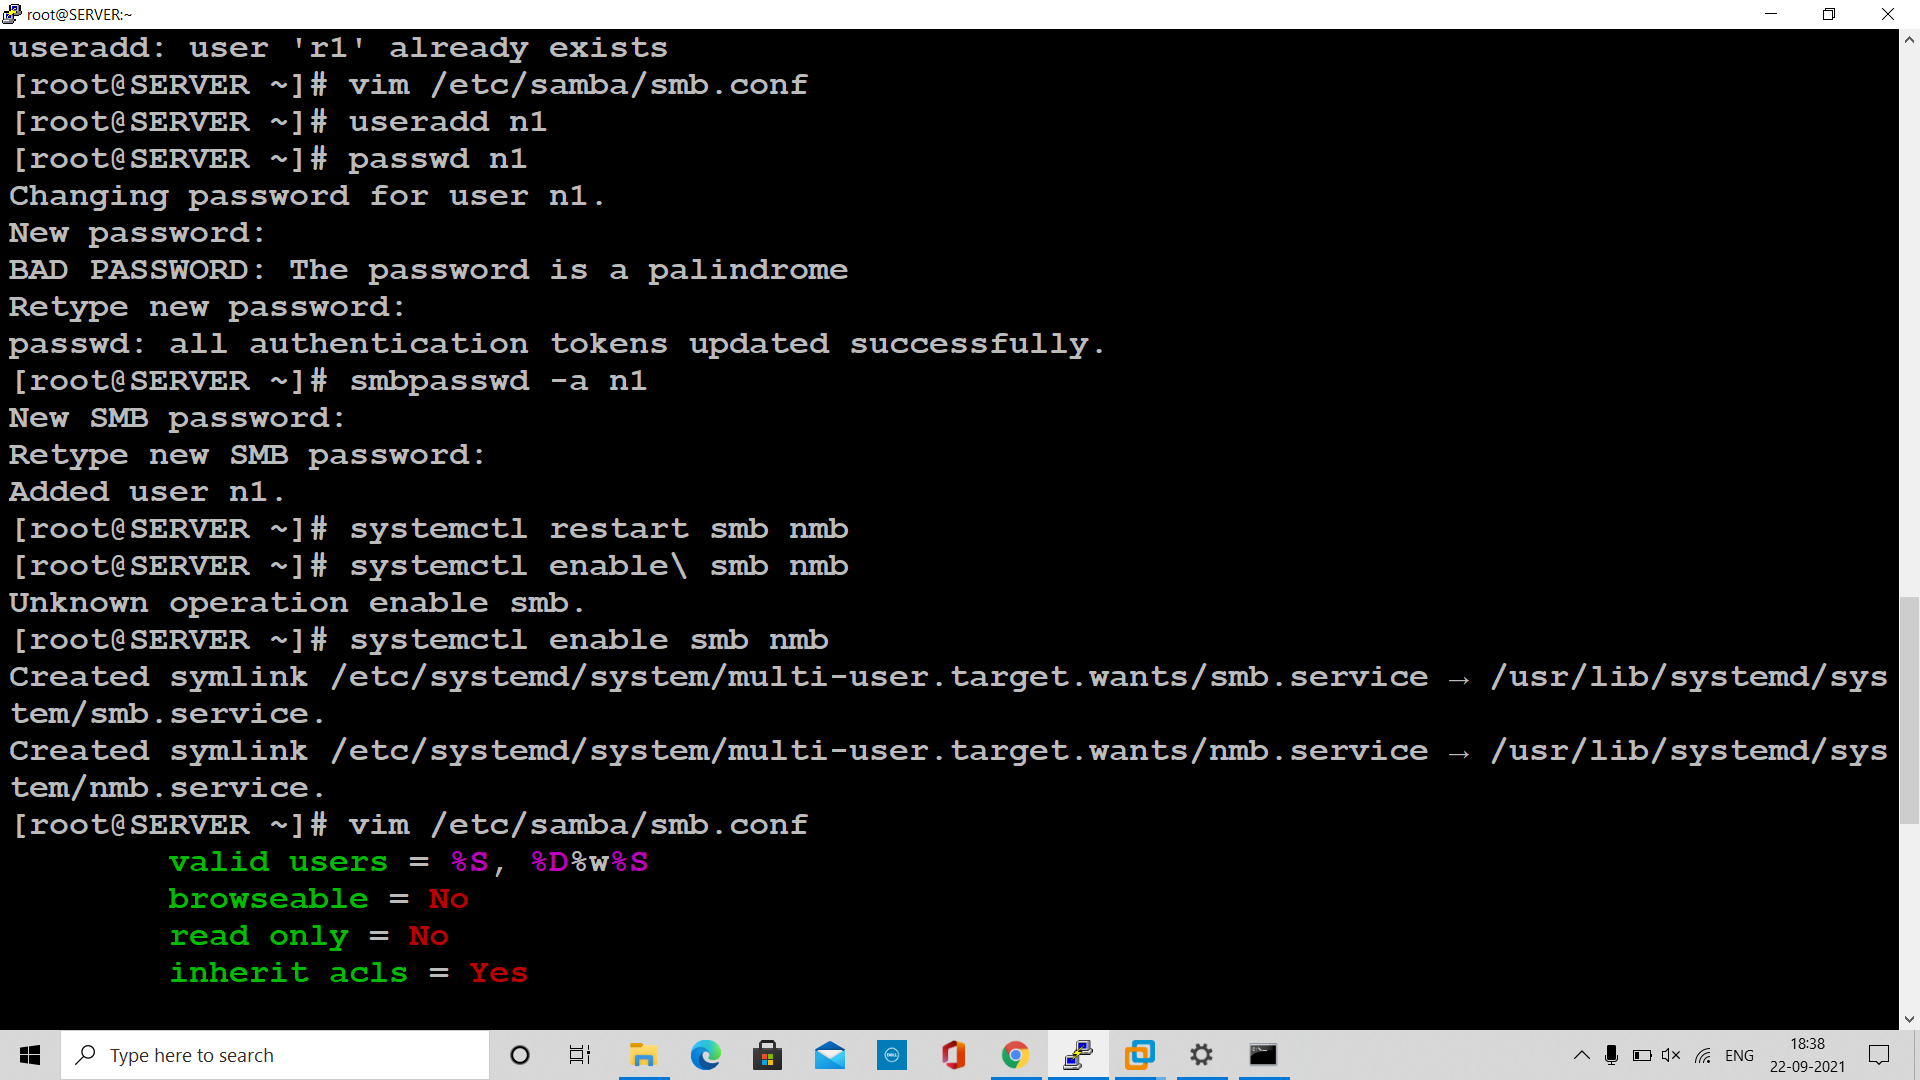 root@SERVER:~
useradd: user 'r1' already exists
[root@SERVER ~]# vim /etc/samba/smb.conf
[root@SERVER ~]# useradd n1
[root@SERVER ~]# passwd n1
Changing password for user n1.
New password:
BAD PASSWORD: The password is a palindrome
Retype new password:
passwd: all authentication tokens updated successfully.
[root@SERVER ~]# smbpasswd -a n1
New SMB password:
Retype new SMB password:
Added user n1.
[root@SERVER ~]# systemctl restart smb nmb
[root@SERVER ~]# systemctl enable\ smb nmb
Unknown operation enable smb.
[root@SERVER ~]# systemctl enable smb nmb
Created symlink /etc/systemd/system/multi-user.target.wants/smb.service → /usr/lib/systemd/sys
tem/smb.service.
Created symlink /etc/systemd/system/multi-user.target.wants/nmb.service → /usr/lib/systemd/sys
tem/nmb.service.
[root@SERVER ~]# vim /etc/samba/smb.conf
valid users = %S, %D%w%S
browseable = No
read only = No
inherit acls = Yes
Type here to search
DELL
ENG
18:38
22-09-2021